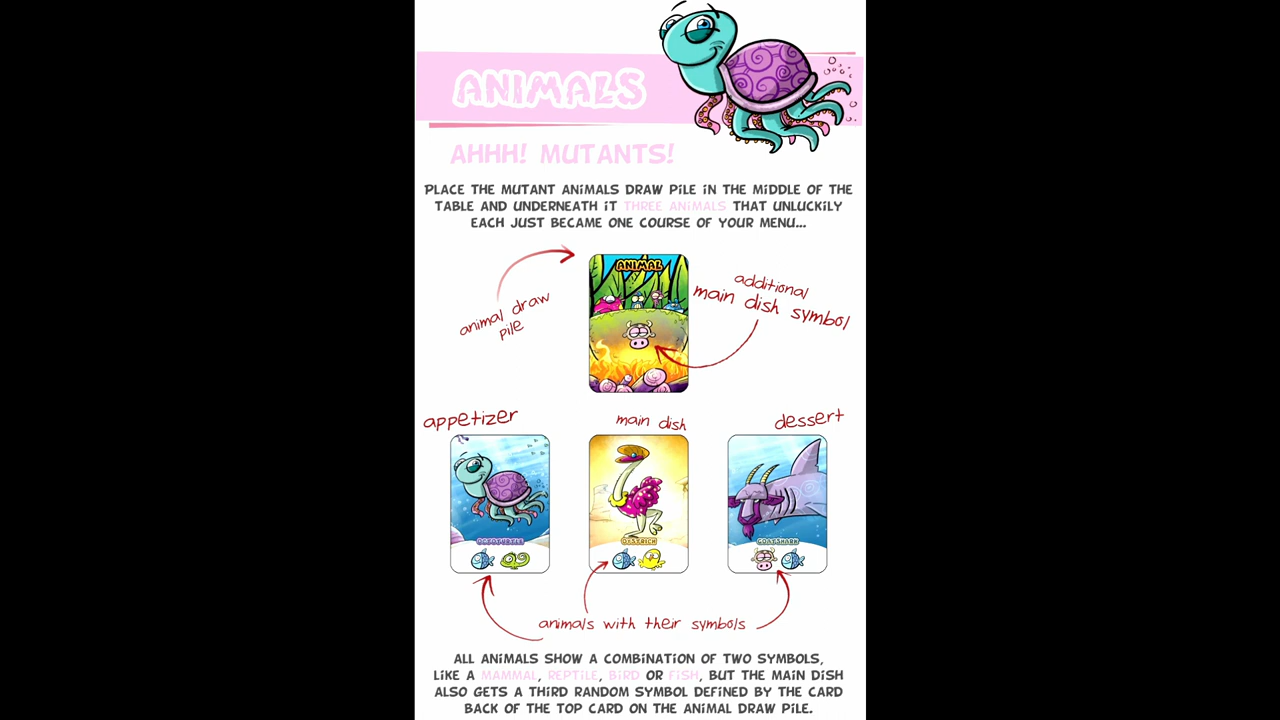 ANIMALS
AHHH! MUTANTS!
PLACE THE MUTANT ANIMALS DRAW PILE IN THE MIDDLE OF THE
TABLE AND UNDERNEATH IT THREE ANIMALS THAT UNLUCKILY
EACH JUST BECAME ONE COURSE OF YOUR MENU...
ANIMAL
animal draw
pile
additional
main dish symbol
appetizer
main dish
dessert
OCTOTURTLE
OYSTRICH
GOATSHARK
animals with their symbols
ALL ANIMALS SHOW A COMBINATION OF TWO SYMBOLS,
LIKE A MAMMAL, REPTILE, BIRD OR FISH, BUT THE MAIN DISH
ALSO GETS A THIRD RANDOM SYMBOL DEFINED BY THE CARD
BACK OF THE TOP CARD ON THE ANIMAL DRAW PILE.